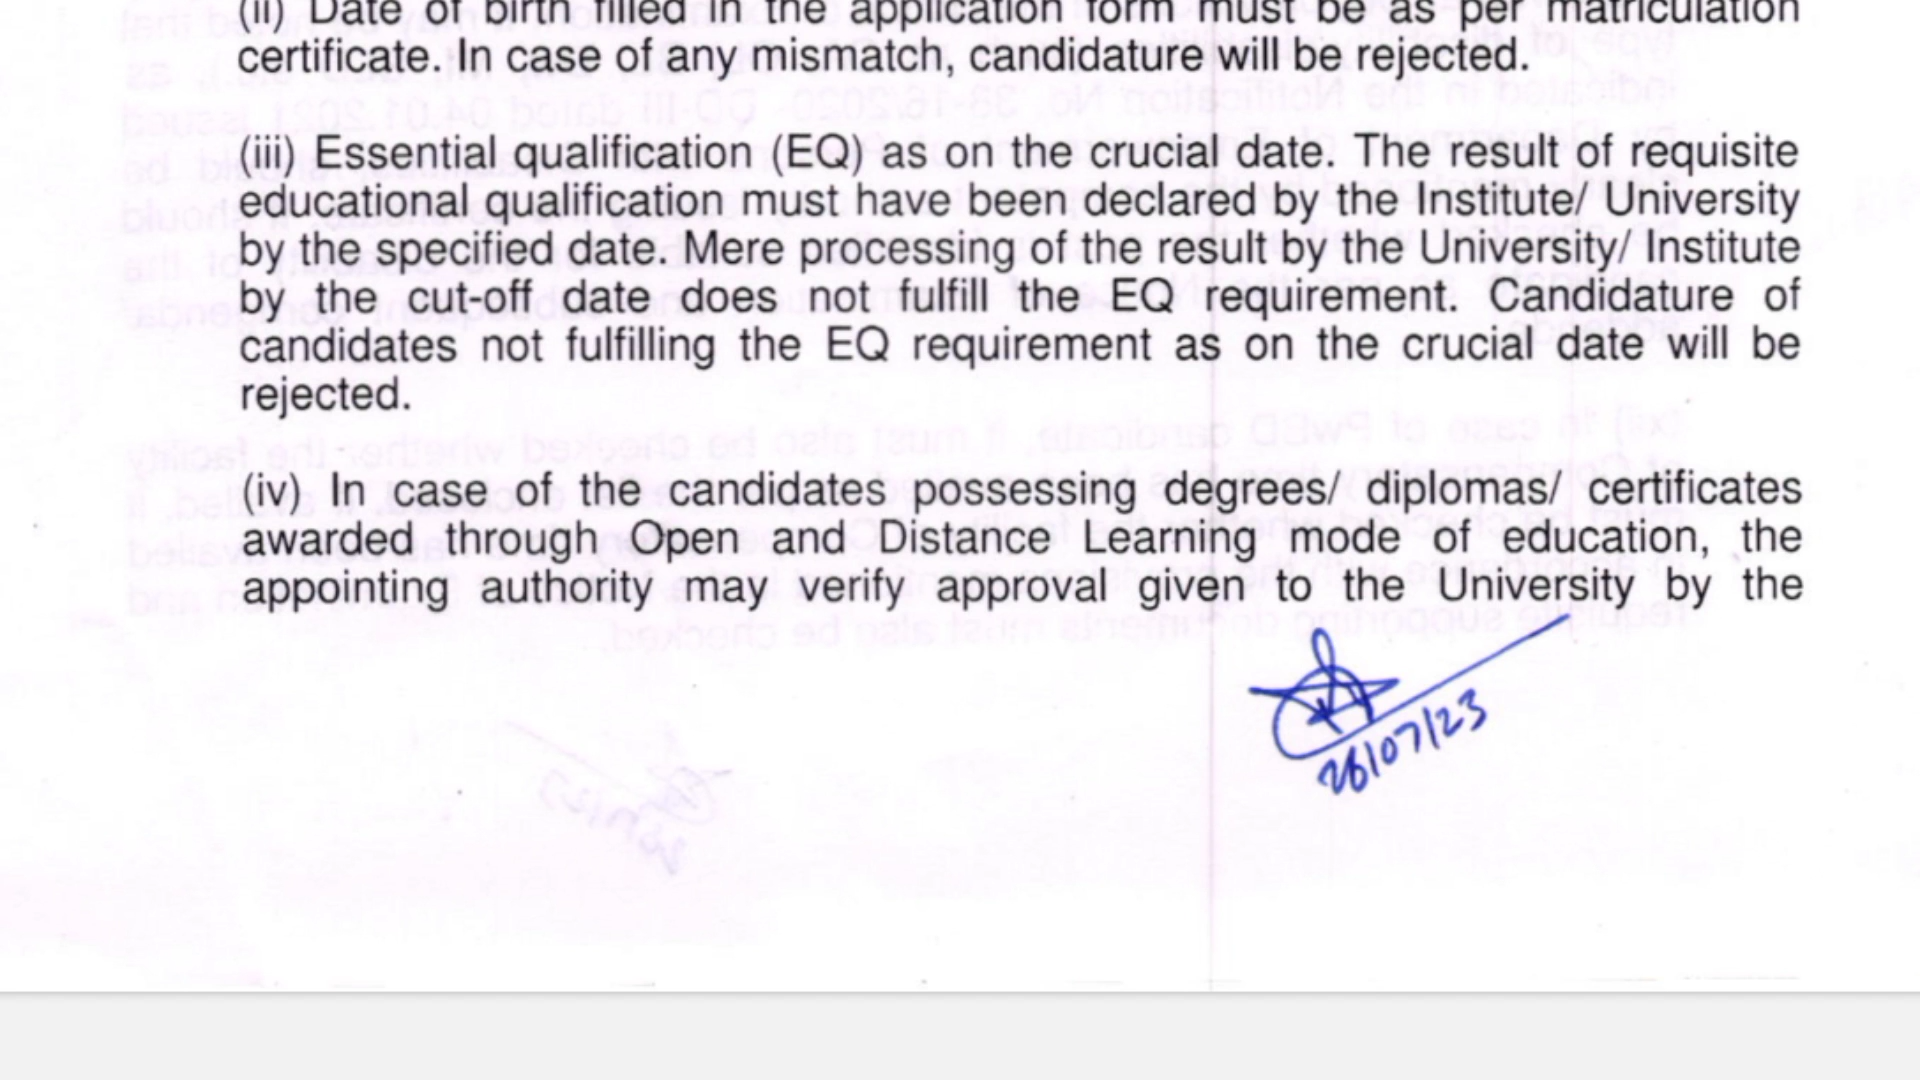 (ii) Date of birth filled in the application form must be as per matriculation
certificate. In case of any mismatch, candidature will be rejected.
(iii) Essential qualification (EQ) as on the crucial date. The result of requisite
educational qualification must have been declared by the Institute/ University
by the specified date. Mere processing of the result by the University/ Institute
by the cut-off date does not fulfill the EQ requirement. Candidature of
candidates not fulfilling the EQ requirement as on the crucial date will be
rejected.
(iv) In case of the candidates possessing degrees/ diplomas/ certificates
awarded through Open and Distance Learning mode of education, the
appointing authority may verify approval given to the University by the